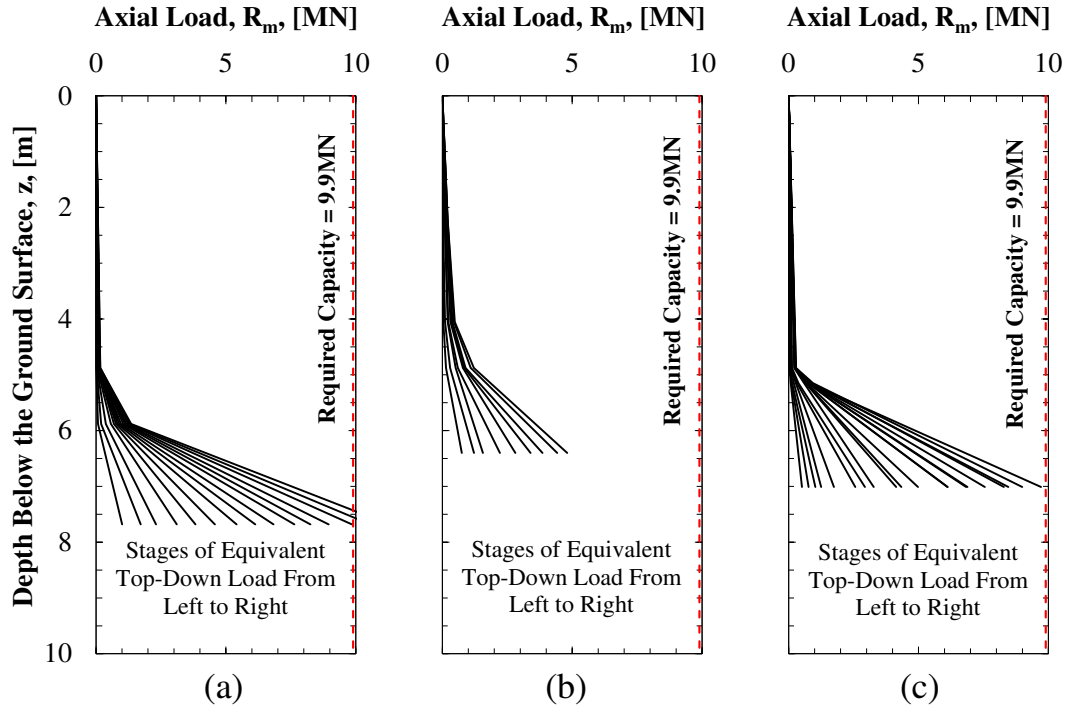 Axial Load, Rm, [MN]
Axial Load, Rm, [MN]
Axial Load, Rm, [MN]
0 5 10
0 5 10
0 5 10
Depth Below the Ground Surface, z, [m]
0
2
4
6
8
10
Required Capacity = 9.9MN
Stages of Equivalent
Top-Down Load From
Left to Right
(a)
Required Capacity = 9.9MN
Stages of Equivalent
Top-Down Load From
Left to Right
(b)
Required Capacity = 9.9MN
Stages of Equivalent
Top-Down Load From
Left to Right
(c)